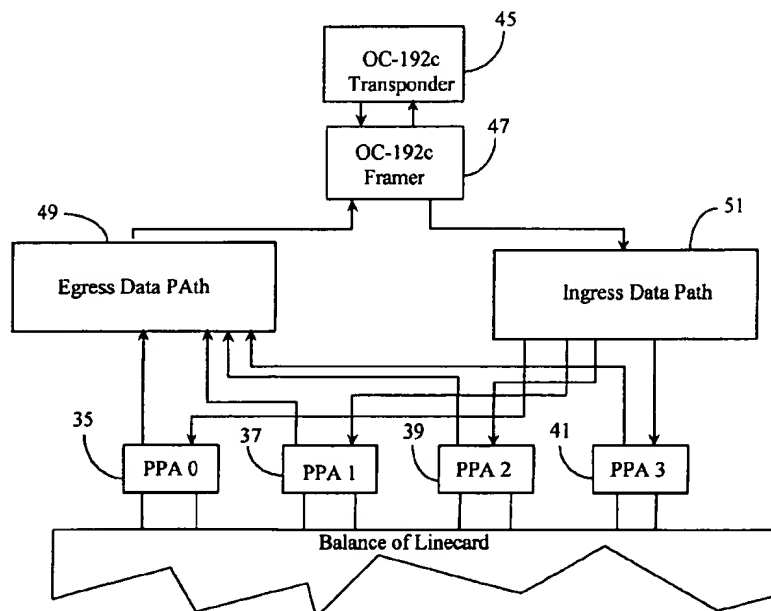 45
OC-192c
Transponder
47
OC-192c
Framer
49
51
Egress Data PAth
Ingress Data Path
35
37
39
41
PPA 0
PPA 1
PPA 2
PPA 3
Balance of Linecard